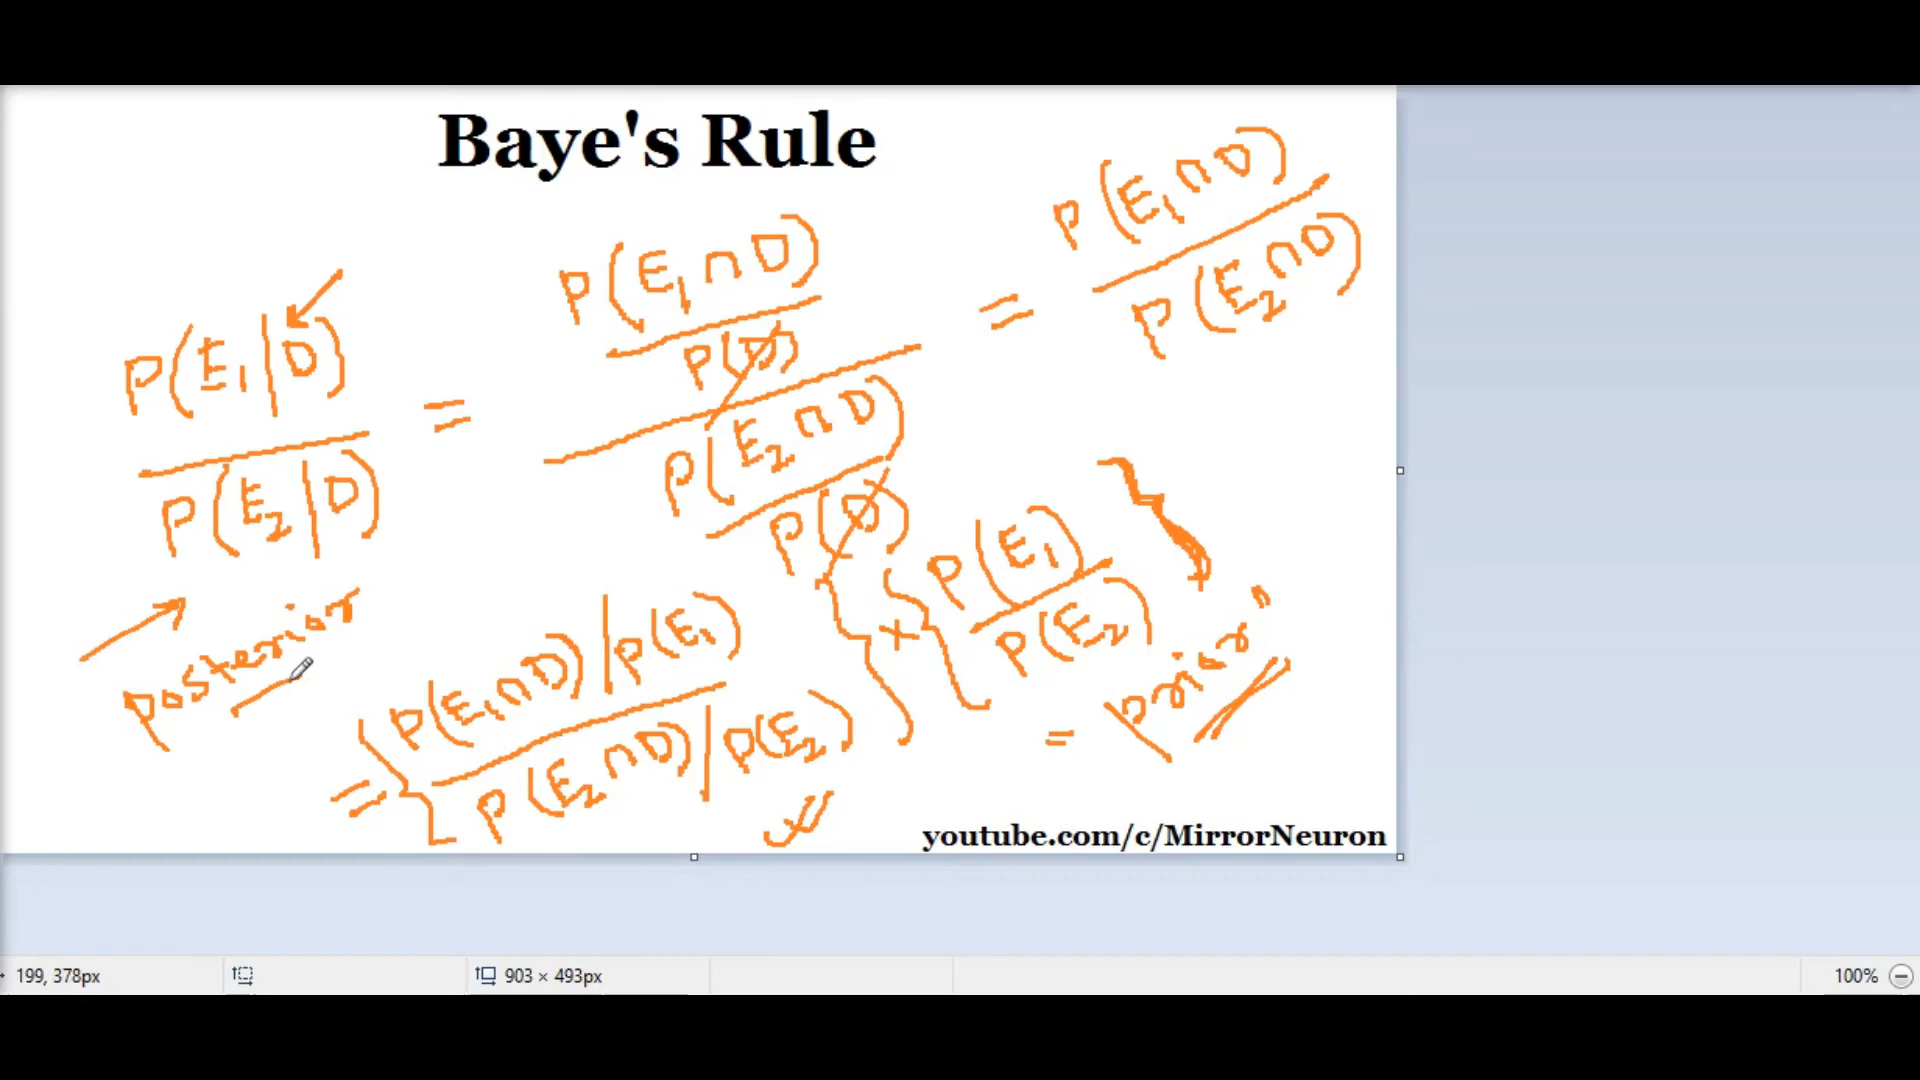 Baye's Rule
P(E₁|D) / P(E₂|D) = (P(E₁∩D) / P(D)) / (P(E₂∩D) / P(D)) = P(E₁∩D) / P(E₂∩D)
posterior
= { P(E₁∩D)|P(E₁) / P(E₂∩D)|P(E₂) } × { P(E₁) / P(E₂) }
= prior
youtube.com/c/MirrorNeuron
199, 378px
903 × 493px
100%